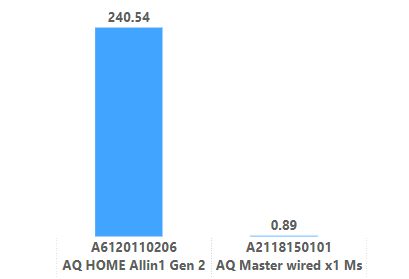 240.54
0.89
A6120110206 A2118150101
AQ HOME Allin1 Gen 2 AQ Master wired x1 Ms